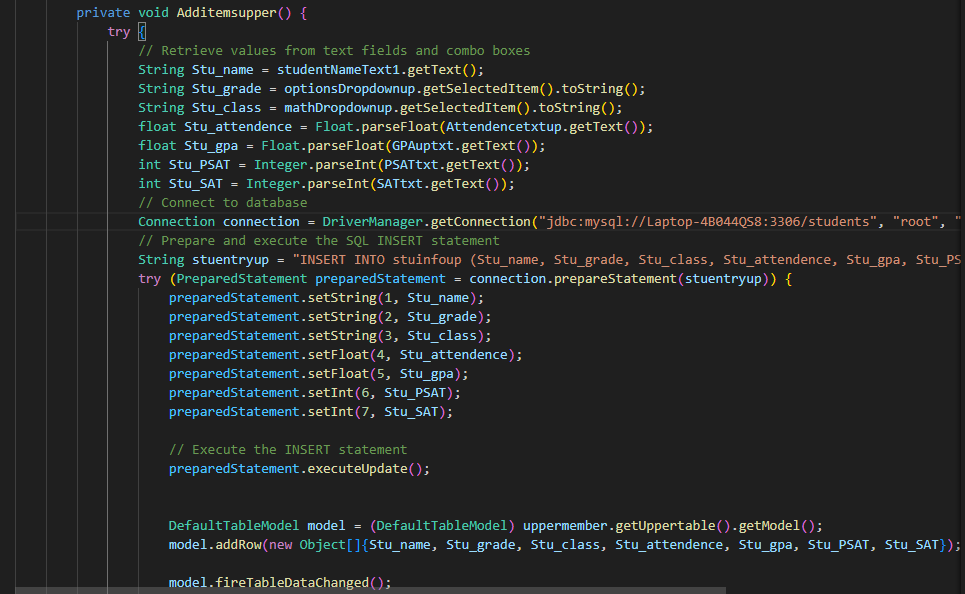 private void Additemsupper() {
try {
// Retrieve values from text fields and combo boxes
String Stu_name = studentNameText1.getText();
String Stu_grade = optionsDropdownup.getSelectedItem().toString();
String Stu_class = mathDropdownup.getSelectedItem().toString();
float Stu_attendence = Float.parseFloat(Attendencetxtup.getText());
float Stu_gpa = Float.parseFloat(GPAuptxt.getText());
int Stu_PSAT = Integer.parseInt(PSATtxt.getText());
int Stu_SAT = Integer.parseInt(SATtxt.getText());
// Connect to database
Connection connection = DriverManager.getConnection("jdbc:mysql://Laptop-4B044QS8:3306/students", "root", "
// Prepare and execute the SQL INSERT statement
String stuentryup = "INSERT INTO stuinfoup (Stu_name, Stu_grade, Stu_class, Stu_attendence, Stu_gpa, Stu_PS
try (PreparedStatement preparedStatement = connection.prepareStatement(stuentryup)) {
preparedStatement.setString(1, Stu_name);
preparedStatement.setString(2, Stu_grade);
preparedStatement.setString(3, Stu_class);
preparedStatement.setFloat(4, Stu_attendence);
preparedStatement.setFloat(5, Stu_gpa);
preparedStatement.setInt(6, Stu_PSAT);
preparedStatement.setInt(7, Stu_SAT);
// Execute the INSERT statement
preparedStatement.executeUpdate();
DefaultTableModel model = (DefaultTableModel) uppermember.getUppertable().getModel();
model.addRow(new Object[]{Stu_name, Stu_grade, Stu_class, Stu_attendence, Stu_gpa, Stu_PSAT, Stu_SAT});
model.fireTableDataChanged();